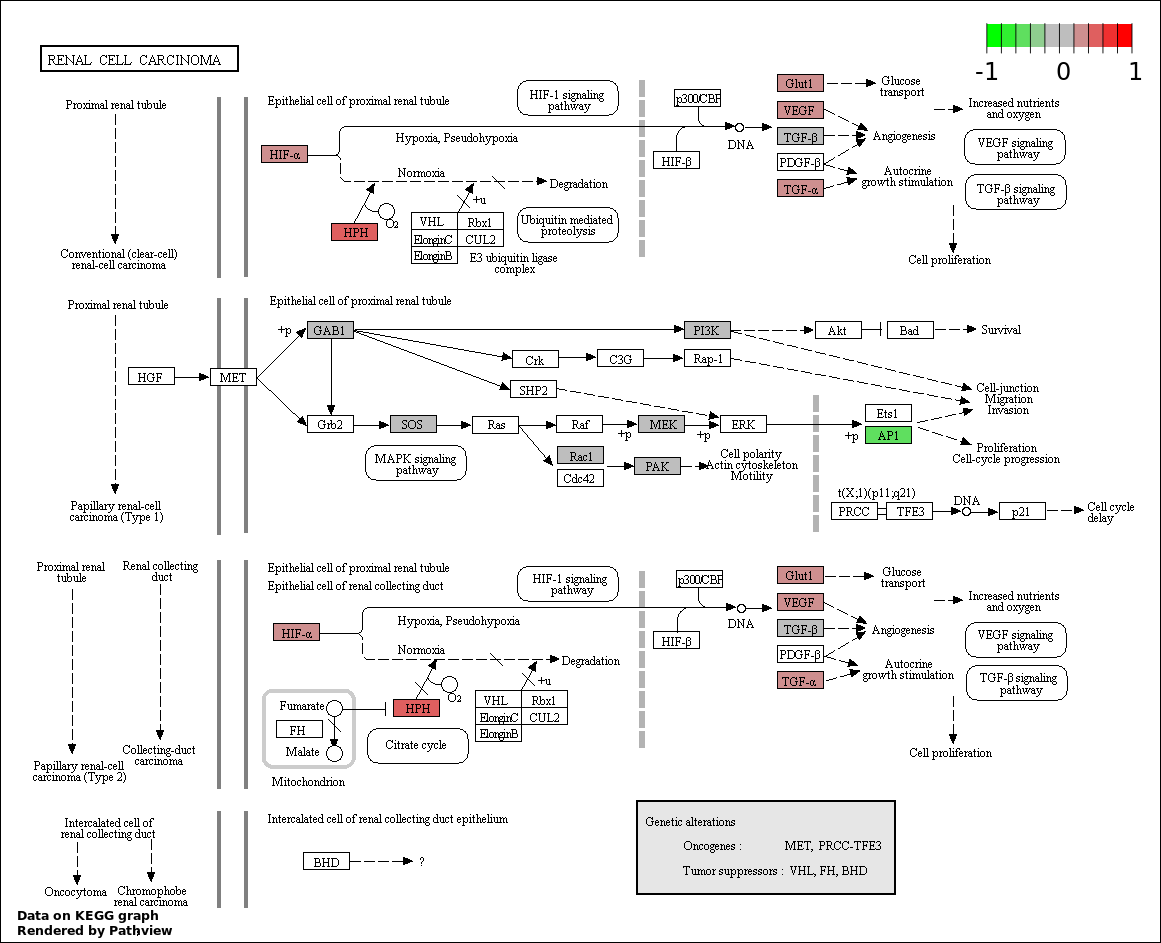 -1 0 1
RENAL CELL CARCINOMA
Proximal renal tubule
Conventional (clear-cell)
renal-cell carcinoma
Epithelial cell of proximal renal tubule
HIF-1 signaling
pathway
HIF-α
Hypoxia, Pseudohypoxia
Normoxia
Degradation
HPH
O2
+u
VHL
Rbx1
ElonginC
CUL2
ElonginB
E3 ubiquitin ligase
complex
Ubiquitin mediated
proteolysis
p300/CBP
HIF-β
DNA
Glut1
VEGF
TGF-β
PDGF-β
TGF-α
Glucose
transport
Angiogenesis
Autocrine
growth stimulation
Increased nutrients
and oxygen
VEGF signaling
pathway
TGF-β signaling
pathway
Cell proliferation
Proximal renal tubule
Papillary renal-cell
carcinoma (Type 1)
Epithelial cell of proximal renal tubule
HGF
MET
+p
GAB1
PI3K
Akt
Bad
Survival
Crk
C3G
Rap-1
SHP2
Cell-junction
Migration
Invasion
Grb2
SOS
Ras
Raf
+p
MEK
+p
ERK
+p
Ets1
AP1
Proliferation
Cell-cycle progression
MAPK signaling
pathway
Rac1
Cdc42
PAK
Cell polarity
Actin cytoskeleton
Motility
t(X;1)(p11;q21)
PRCC
TFE3
DNA
p21
Cell cycle
delay
Proximal renal
tubule
Renal collecting
duct
Papillary renal-cell
carcinoma (Type 2)
Collecting-duct
carcinoma
Epithelial cell of proximal renal tubule
Epithelial cell of renal collecting duct
HIF-1 signaling
pathway
HIF-α
Hypoxia, Pseudohypoxia
Normoxia
Degradation
Fumarate
FH
Malate
Mitochondrion
HPH
O2
+u
VHL
Rbx1
ElonginC
CUL2
ElonginB
Citrate cycle
p300/CBP
HIF-β
DNA
Glut1
VEGF
TGF-β
PDGF-β
TGF-α
Glucose
transport
Angiogenesis
Autocrine
growth stimulation
Increased nutrients
and oxygen
VEGF signaling
pathway
TGF-β signaling
pathway
Cell proliferation
Intercalated cell of
renal collecting duct
Oncocytoma
Chromophobe
renal carcinoma
Intercalated cell of renal collecting duct epithelium
BHD
?
Genetic alterations
Oncogenes : MET, PRCC-TFE3
Tumor suppressors : VHL, FH, BHD
Data on KEGG graph
Rendered by Pathview